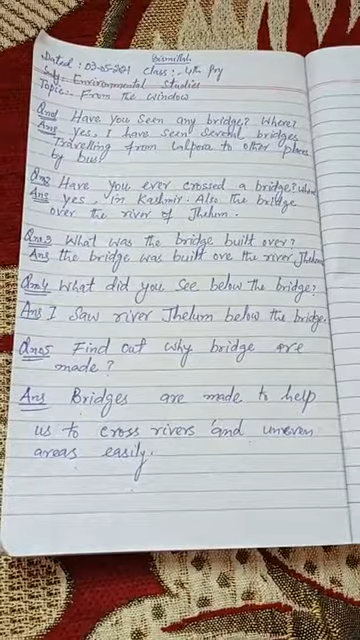 Bismillah
Dated : 03-05-2021 Class :- 4th Pry
Sub: Environmental Studies
Topic:- From the window
Qno1 Have you seen any bridge? Where?
Ans yes, I have seen several bridges
Travelling from Lalpora to other places
by bus
Qno2 Have you ever crossed a bridge? where
Ans yes, in Kashmir. Also the bridge
over the river of Jhelum.
Qno3 What was the bridge built over?
Ans the bridge was built ove the river Jhelum
Qno4 What did you see below the bridge?
Ans I Saw river Jhelum below the bridge.
Qno5 Find out why bridge are
made?
Ans Bridges are made to help
us to cross rivers and uneven
areas easily.